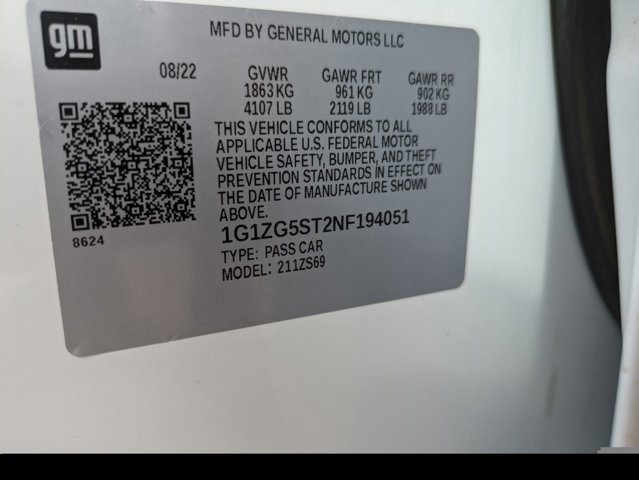 gm
MFD BY GENERAL MOTORS LLC
08/22 GVWR GAWR FRT GAWR RR
1863 KG 961 KG 902 KG
4107 LB 2119 LB 1988 LB
THIS VEHICLE CONFORMS TO ALL
APPLICABLE U.S. FEDERAL MOTOR
VEHICLE SAFETY, BUMPER, AND THEFT
PREVENTION STANDARDS IN EFFECT ON
THE DATE OF MANUFACTURE SHOWN
ABOVE.
8624
1G1ZG5ST2NF194051
TYPE: PASS CAR
MODEL: 211ZS69